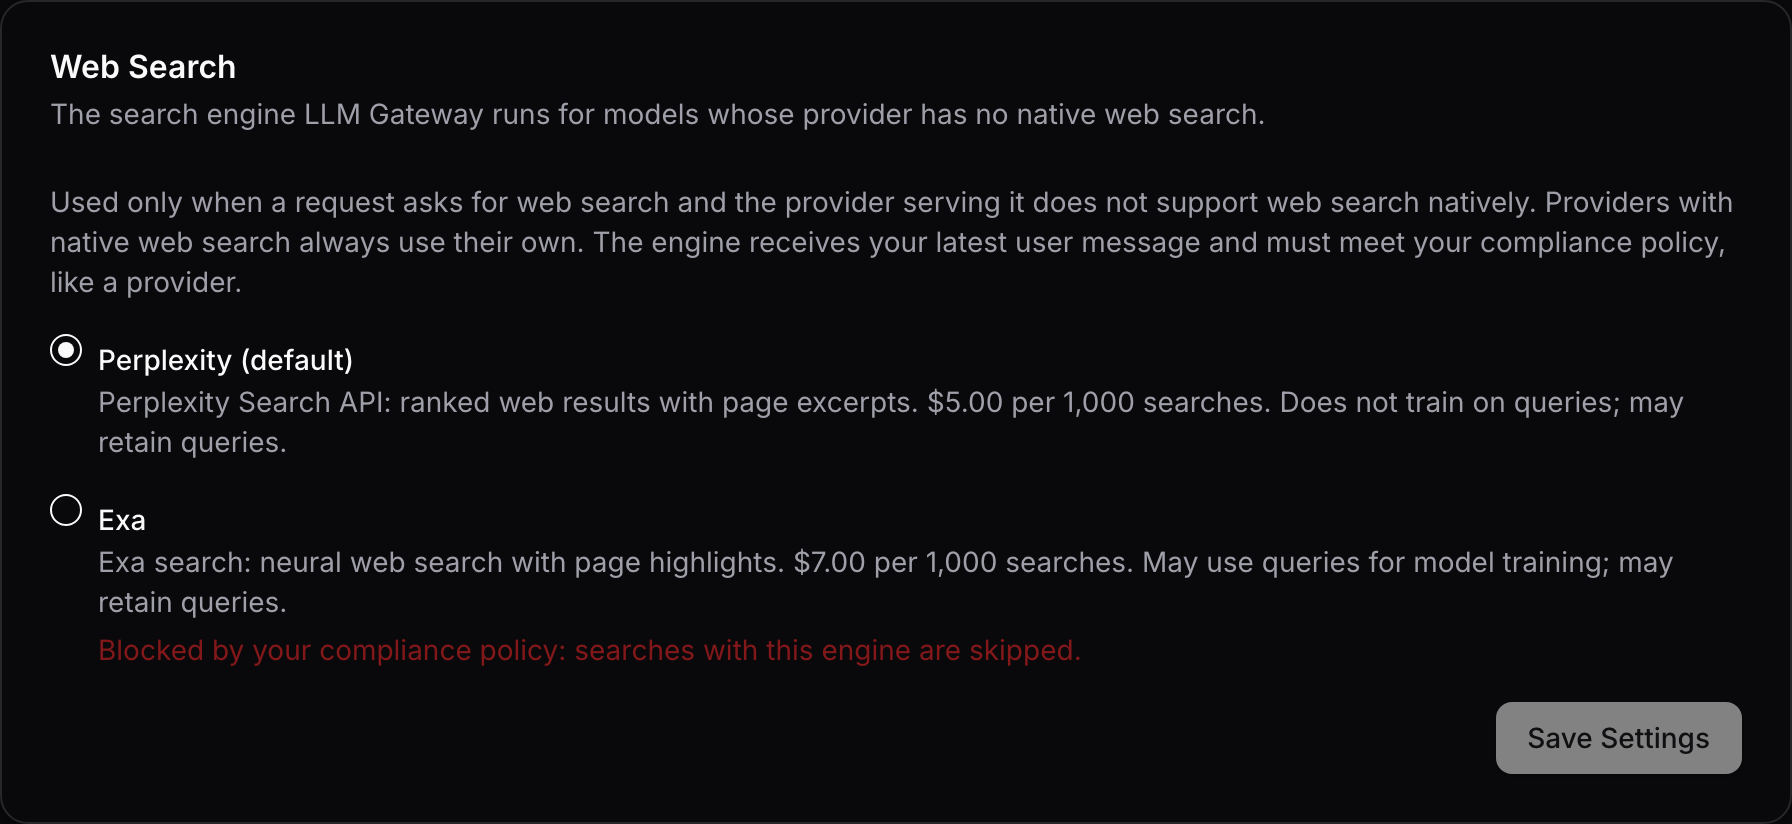 Web Search
The search engine LLM Gateway runs for models whose provider has no native web search.
Used only when a request asks for web search and the provider serving it does not support web search natively. Providers with
native web search always use their own. The engine receives your latest user message and must meet your compliance policy,
like a provider.
Perplexity (default)
Perplexity Search API: ranked web results with page excerpts. $5.00 per 1,000 searches. Does not train on queries; may
retain queries.
Exa
Exa search: neural web search with page highlights. $7.00 per 1,000 searches. May use queries for model training; may
retain queries.
Blocked by your compliance policy: searches with this engine are skipped.
Save Settings